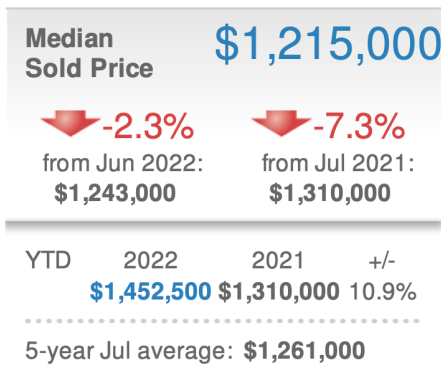 Median $1,215,000
Sold Price
-2.3% -7.3%
from Jun 2022: from Jul 2021:
$1,243,000 $1,310,000
YTD 2022 2021 +/-
$1,452,500 $1,310,000 10.9%
5-year Jul average: $1,261,000